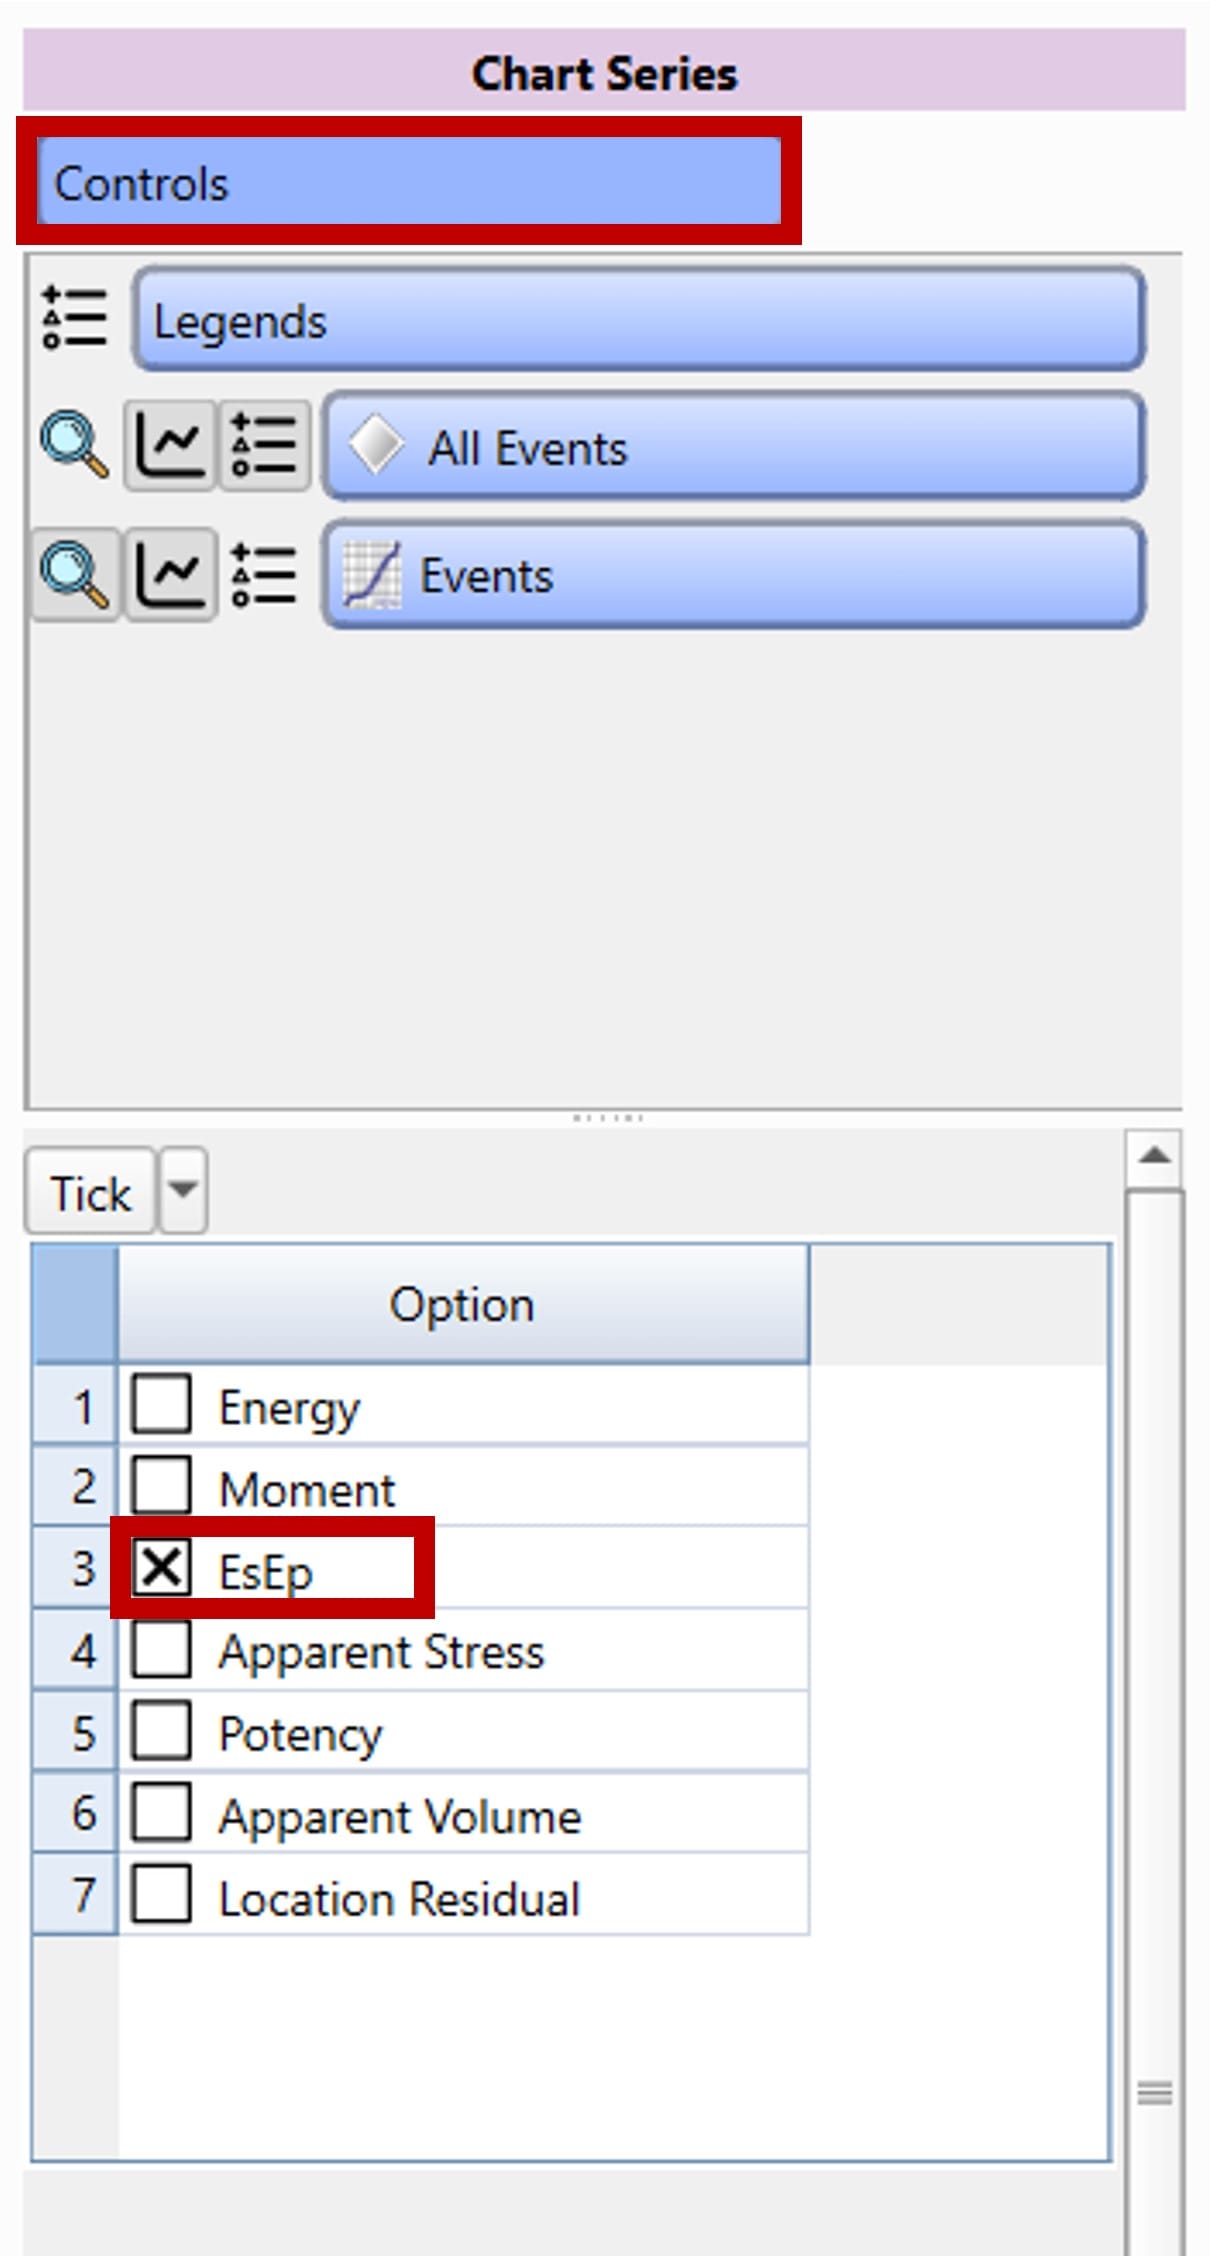 Chart Series
Controls
Legends
All Events
Events
Tick
Option
1 Energy
2 Moment
3 EsEp
4 Apparent Stress
5 Potency
6 Apparent Volume
7 Location Residual